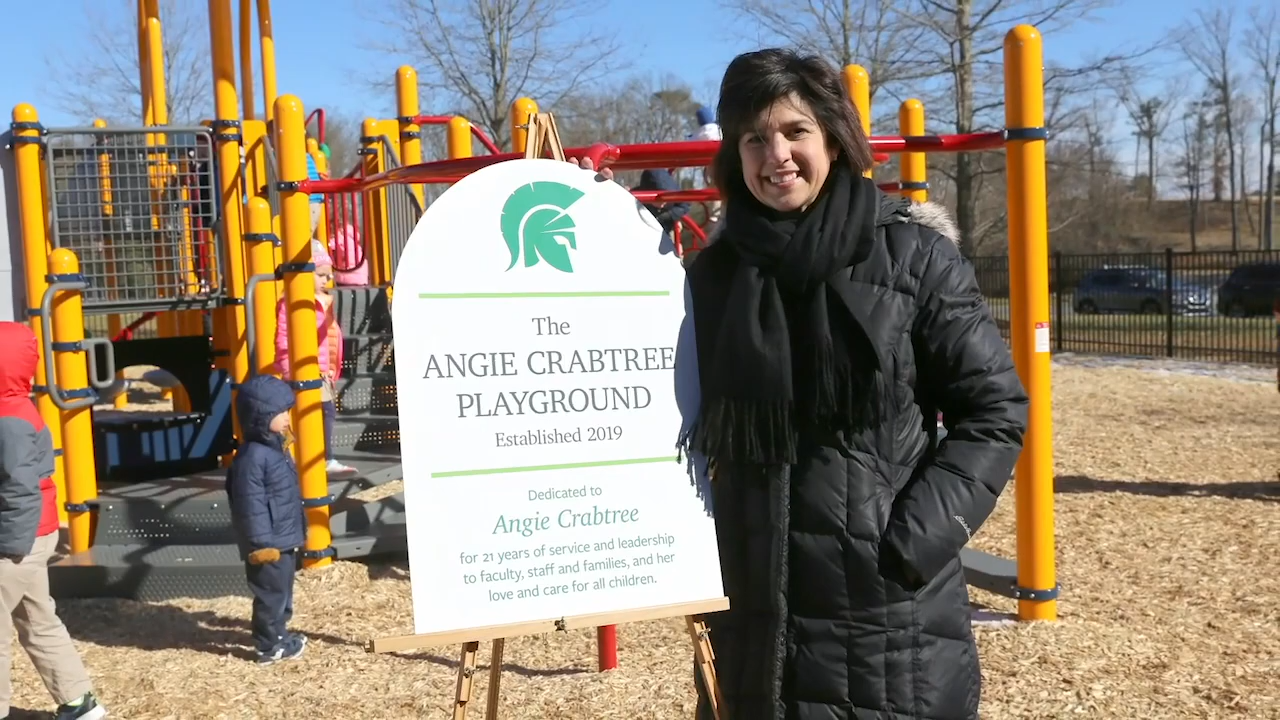 The
ANGIE CRABTREE
PLAYGROUND
Established 2019
Dedicated to
Angie Crabtree
for 21 years of service and leadership
to faculty, staff and families, and her
love and care for all children.